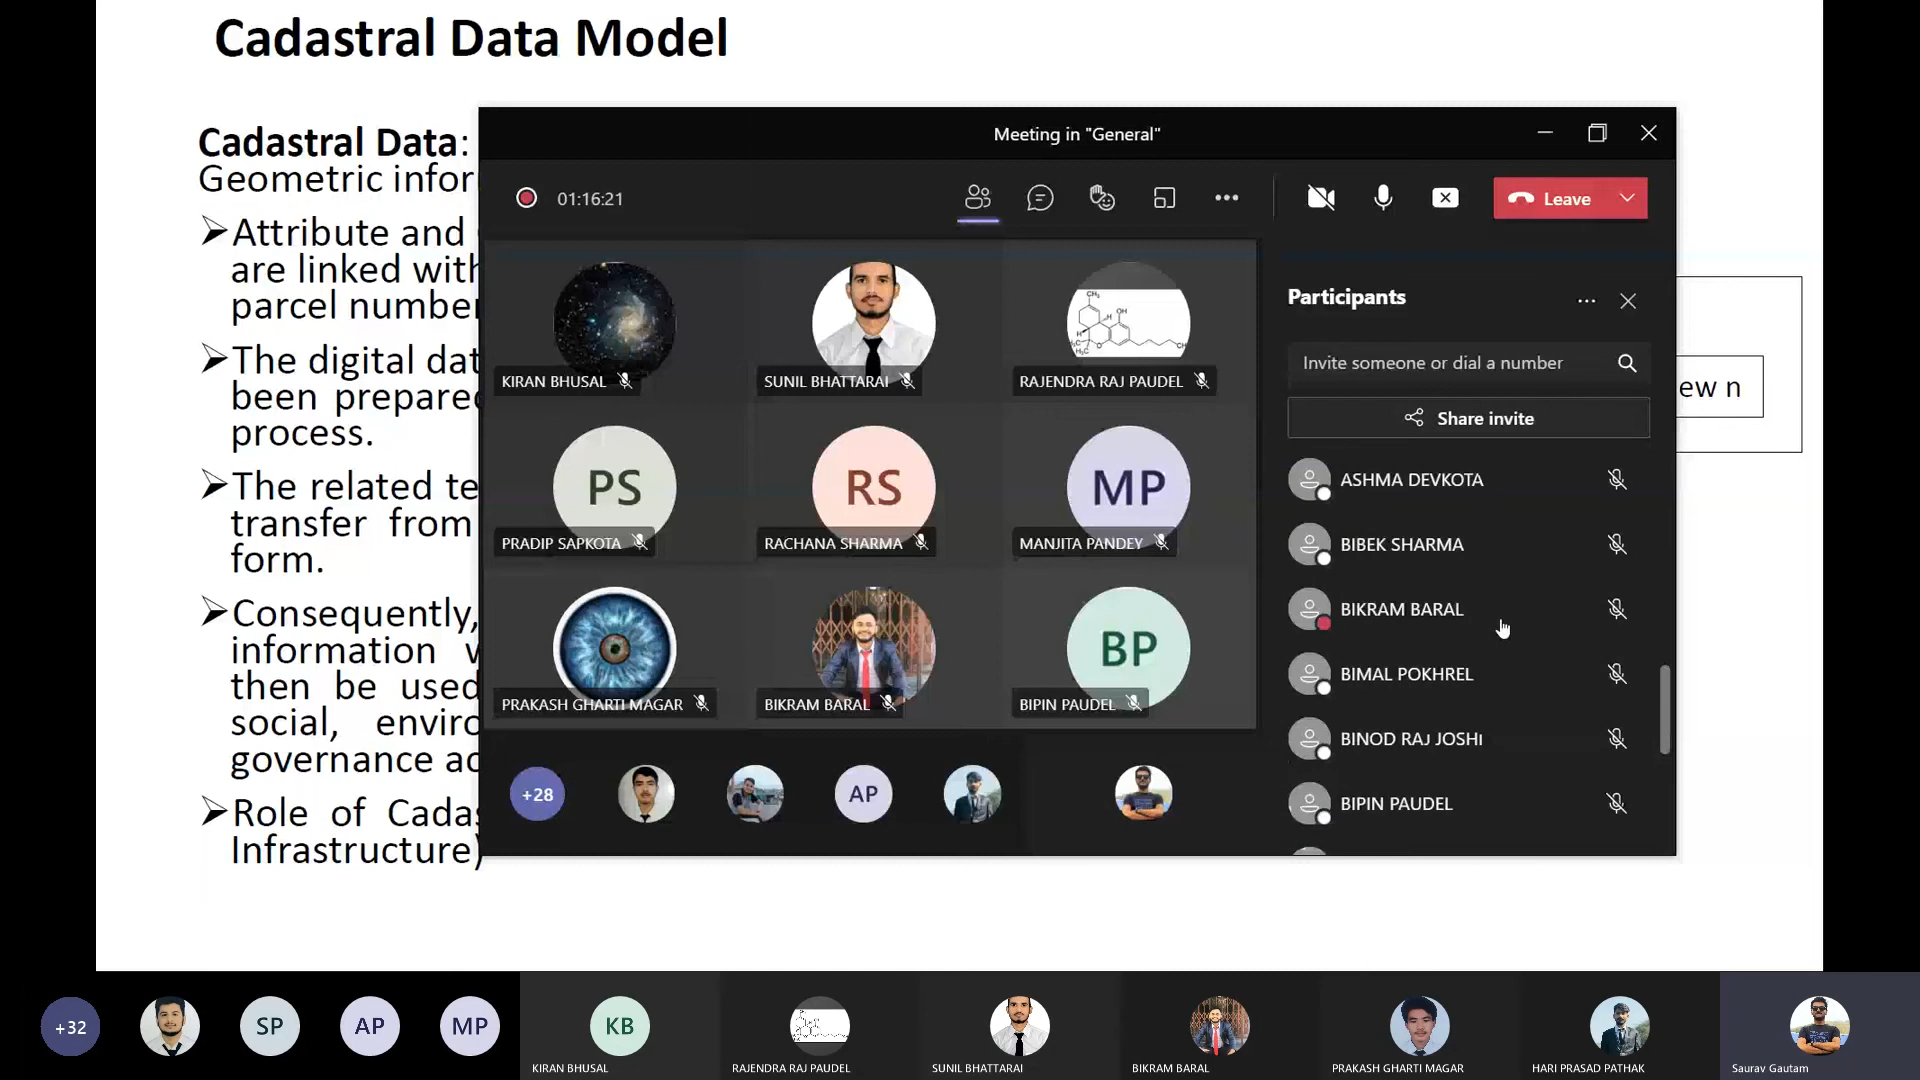 Cadastral Data Model
Cadastral Data:
Geometric infor
Attribute and
are linked with
parcel number
The digital dat
been prepared
process.
The related te
transfer from
form.
Consequently,
information
then be used
social, enviro
governance ac
Role of Cadas
Infrastructure)
ew n
Meeting in "General"
01:16:21
Leave
KIRAN BHUSAL
SUNIL BHATTARAI
RAJENDRA RAJ PAUDEL
PS
RS
MP
PRADIP SAPKOTA
RACHANA SHARMA
MANJITA PANDEY
BP
PRAKASH GHARTI MAGAR
BIKRAM BARAL
BIPIN PAUDEL
+28
AP
Participants
Invite someone or dial a number
Share invite
ASHMA DEVKOTA
BIBEK SHARMA
BIKRAM BARAL
BIMAL POKHREL
BINOD RAJ JOSHI
BIPIN PAUDEL
+32
SP
AP
MP
KB
KIRAN BHUSAL
RAJENDRA RAJ PAUDEL
SUNIL BHATTARAI
BIKRAM BARAL
PRAKASH GHARTI MAGAR
HARI PRASAD PATHAK
Saurav Gautam